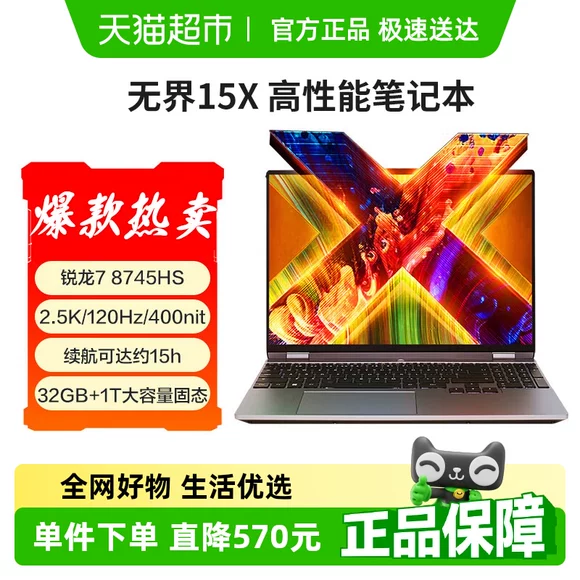 天猫超市 官方正品 极速送达
无界15X 高性能笔记本
爆款热卖
锐龙7 8745HS
2.5K/120Hz/400nit
续航可达约15h
32GB+1T大容量固态
全网好物 生活优选
单件下单 直降570元
正品保障